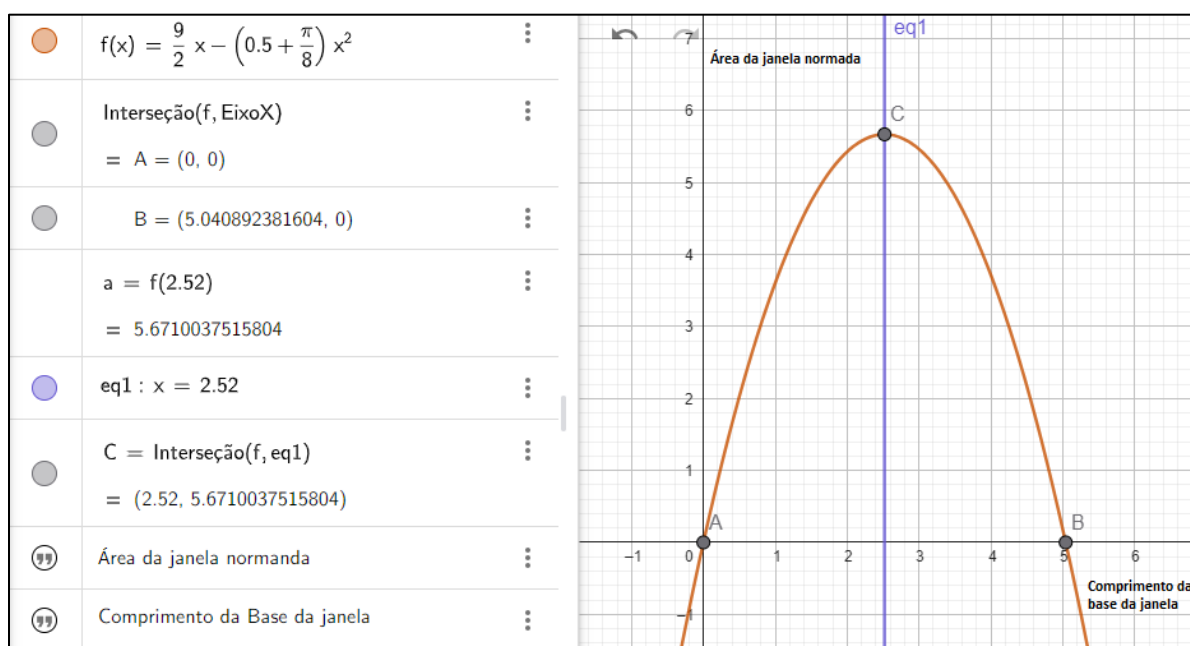 f(x) = 9/2 x − (0.5 + π/8) x²
Interseção(f, EixoX)
= A = (0, 0)
B = (5.040892381604, 0)
a = f(2.52)
= 5.6710037515804
eq1 : x = 2.52
C = Interseção(f, eq1)
= (2.52, 5.6710037515804)
Área da janela normanda
Comprimento da Base da janela
eq1
7
Área da janela normada
6
C
5
4
3
2
1
A
B
−1
0
1
2
3
4
5
6
Comprimento da
base da janela
−1